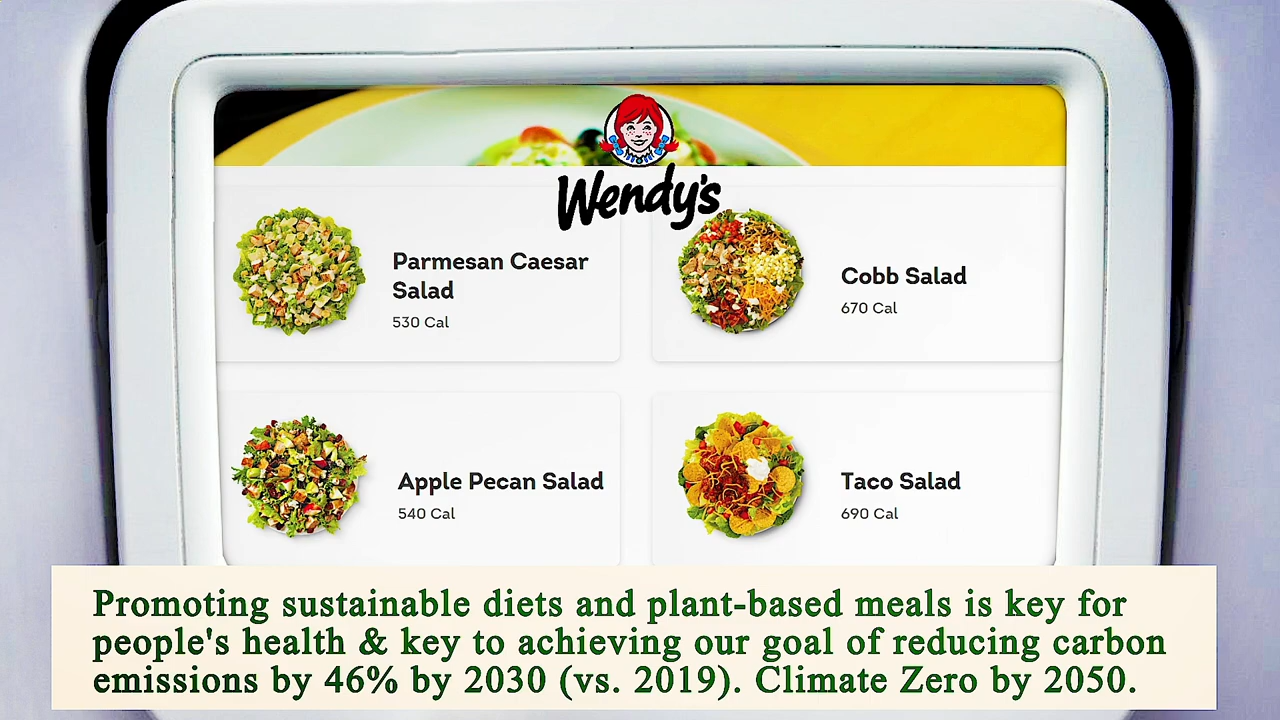 Wendy's
Parmesan Caesar
Salad
530 Cal
Cobb Salad
670 Cal
Apple Pecan Salad
540 Cal
Taco Salad
690 Cal
Promoting sustainable diets and plant-based meals is key for
people's health & key to achieving our goal of reducing carbon
emissions by 46% by 2030 (vs. 2019). Climate Zero by 2050.